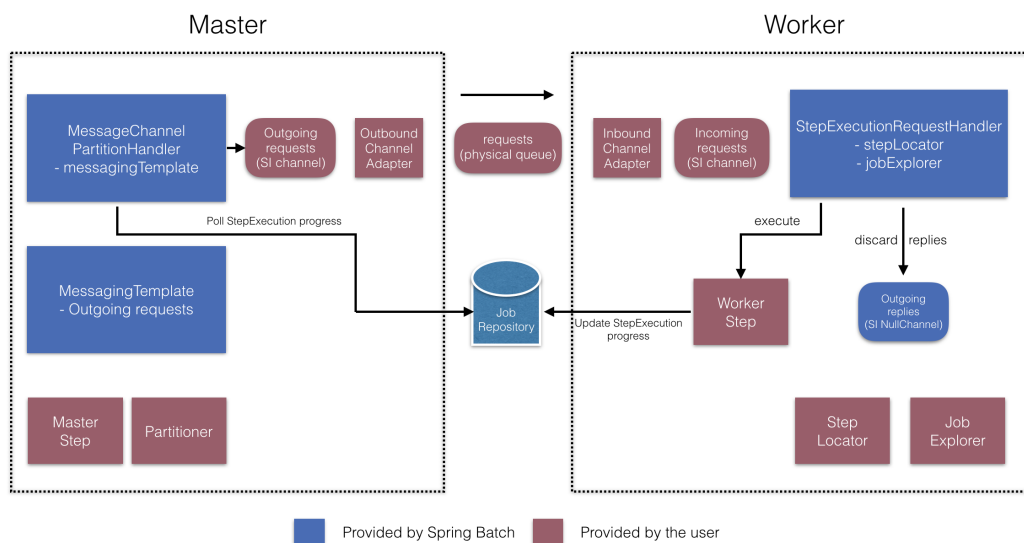 Master
Worker
MessageChannel
PartitionHandler
- messagingTemplate
Outgoing
requests
(SI channel)
Outbound
Channel
Adapter
requests
(physical queue)
Inbound
Channel
Adapter
Incoming
requests
(SI channel)
StepExecutionRequestHandler
- stepLocator
- jobExplorer
Poll StepExecution progress
execute
discard replies
MessagingTemplate
- Outgoing requests
Job
Repository
Update StepExecution
progress
Worker
Step
Outgoing
replies
(SI NullChannel)
Master
Step
Partitioner
Step
Locator
Job
Explorer
Provided by Spring Batch
Provided by the user